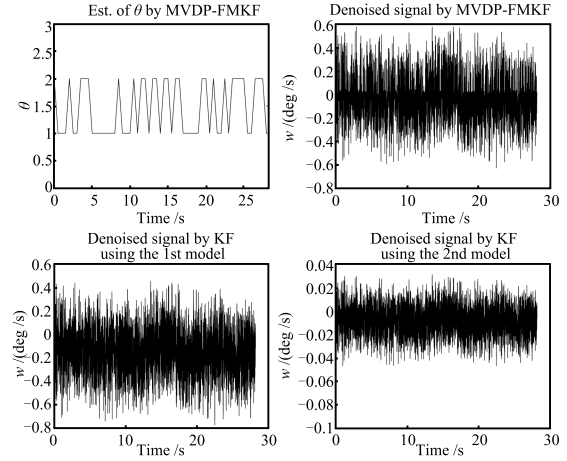 Est. of θ by MVDP-FMKF
3
2.5
2
1.5
1
0.5
0
θ
0 5 10 15 20 25
Time /s
Denoised signal by MVDP-FMKF
0.6
0.4
0.2
0
−0.2
−0.4
−0.6
−0.8
w /(deg /s)
0 10 20 30
Time /s
Denoised signal by KF
using the 1st model
0.6
0.4
0.2
0
−0.2
−0.4
−0.6
−0.8
w /(deg /s)
0 10 20 30
Time /s
Denoised signal by KF
using the 2nd model
0.04
0.02
0
−0.02
−0.04
−0.06
−0.08
−0.1
w /(deg /s)
0 10 20 30
Time /s